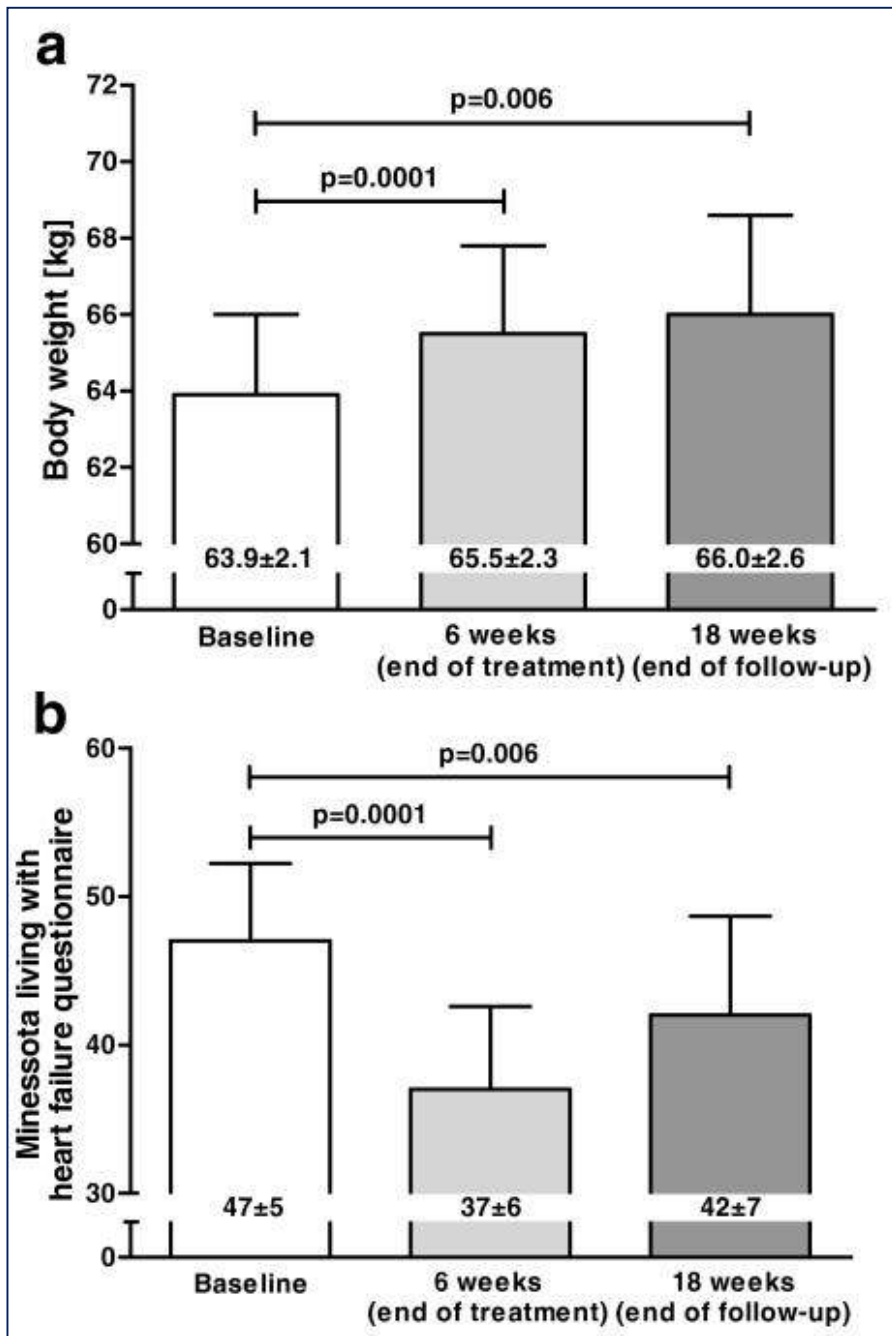 a
72
p=0.006
70
p=0.0001
68
66
64
62
60
Body weight [kg]
63.9±2.1 65.5±2.3 66.0±2.6
0
Baseline 6 weeks 18 weeks
(end of treatment) (end of follow-up)
b
60
p=0.006
p=0.0001
50
40
30
Minessota living with
heart failure questionnaire
47±5 37±6 42±7
0
Baseline 6 weeks 18 weeks
(end of treatment) (end of follow-up)